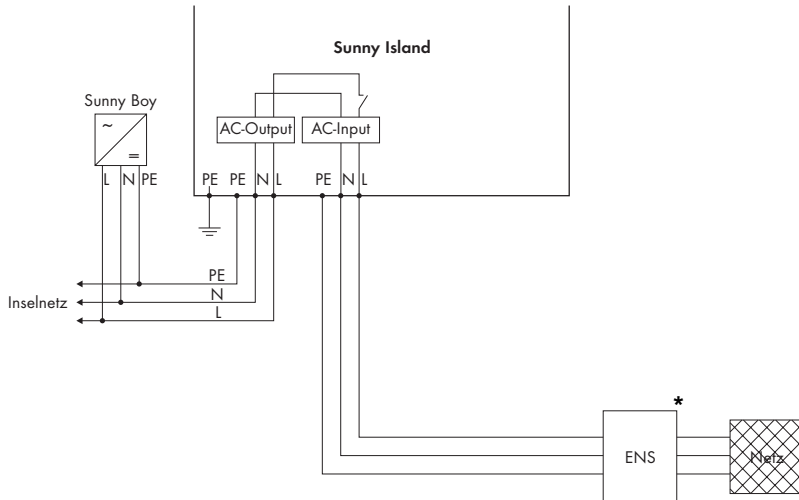 Sunny Island
Sunny Boy
~
=
AC-Output AC-Input
L N PE
PE PE N L PE N L
PE
N
L
Inselnetz
*
ENS
Netz